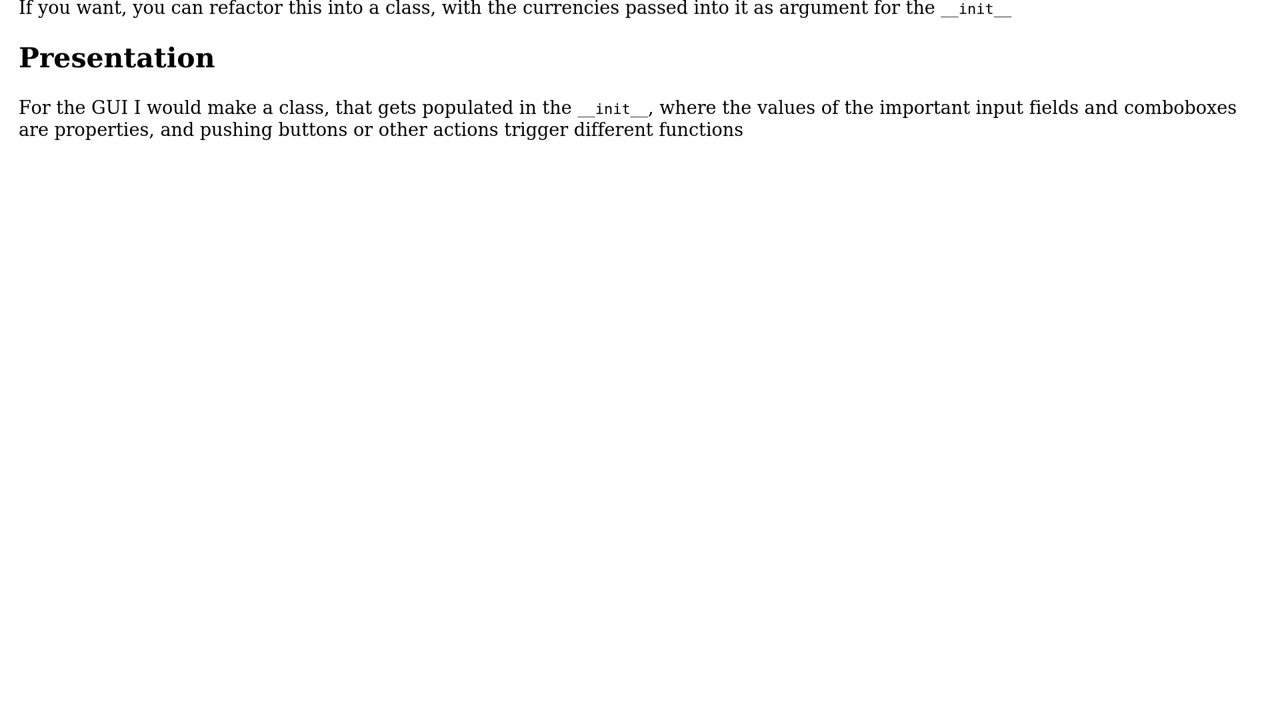 If you want, you can refactor this into a class, with the currencies passed into it as argument for the __init__
Presentation
For the GUI I would make a class, that gets populated in the __init__, where the values of the important input fields and comboboxes
are properties, and pushing buttons or other actions trigger different functions